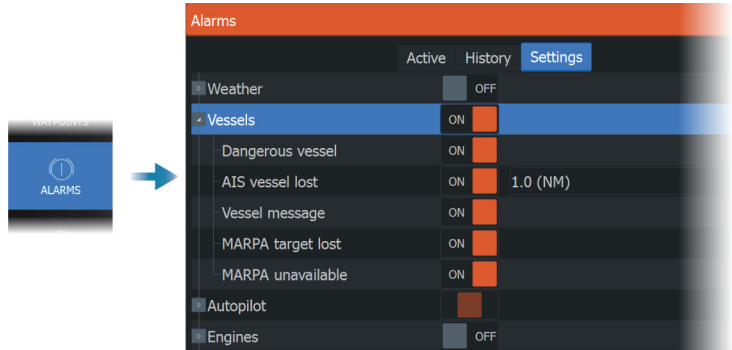 Alarms
Active History Settings
Weather OFF
WAYPOINTS
Vessels ON
Dangerous vessel ON
ALARMS
AIS vessel lost ON 1.0 (NM)
Vessel message ON
MARPA target lost ON
MARPA unavailable ON
Autopilot
Engines OFF